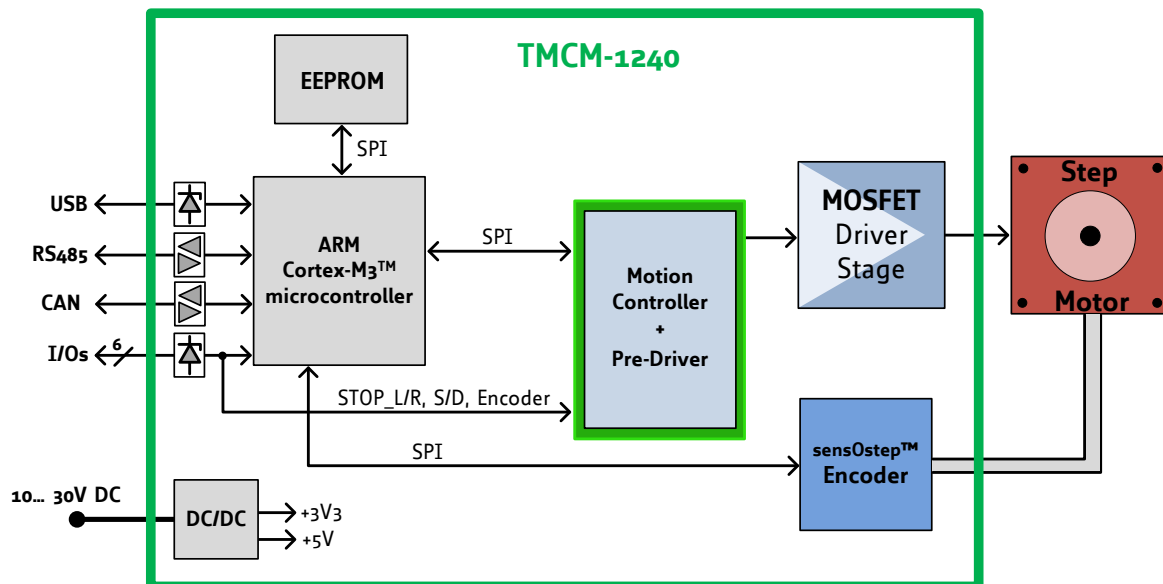 TMCM-1240
EEPROM
SPI
USB
RS485
CAN
I/Os
6
ARM
Cortex-M3™
microcontroller
SPI
Motion
Controller
+
Pre-Driver
MOSFET
Driver
Stage
Step
Motor
STOP_L/R, S/D, Encoder
SPI
sensOstep™
Encoder
10... 30V DC
DC/DC
+3V3
+5V